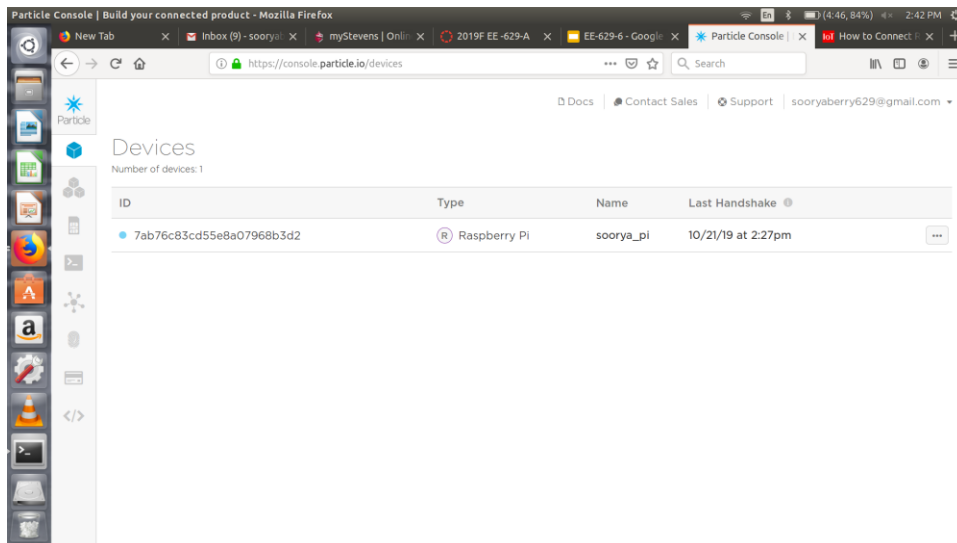 Particle Console | Build your connected product - Mozilla Firefox
En (4:46, 84%) 2:42 PM
New Tab Inbox (9) - sooryab myStevens | Onlin 2019F EE -629-A EE-629-6 - Google Particle Console | IoT How to Connect R
https://console.particle.io/devices Search
Particle
Docs Contact Sales Support sooryaberry629@gmail.com
Devices
Number of devices: 1
ID Type Name Last Handshake
7ab76c83cd55e8a07968b3d2 R Raspberry Pi soorya_pi 10/21/19 at 2:27pm